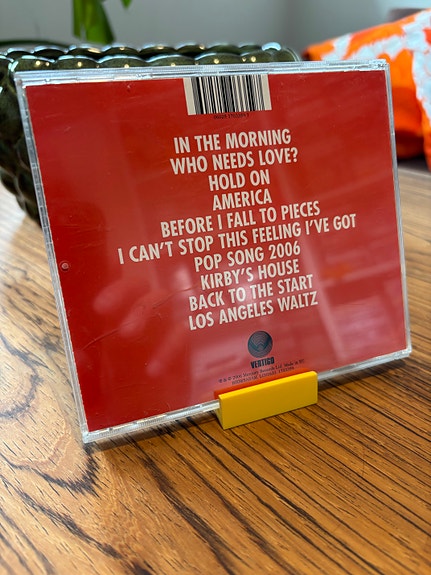 IN THE MORNING
WHO NEEDS LOVE?
HOLD ON
AMERICA
BEFORE I FALL TO PIECES
I CAN'T STOP THIS FEELING I'VE GOT
POP SONG 2006
KIRBY'S HOUSE
BACK TO THE START
LOS ANGELES WALTZ
VERTIGO